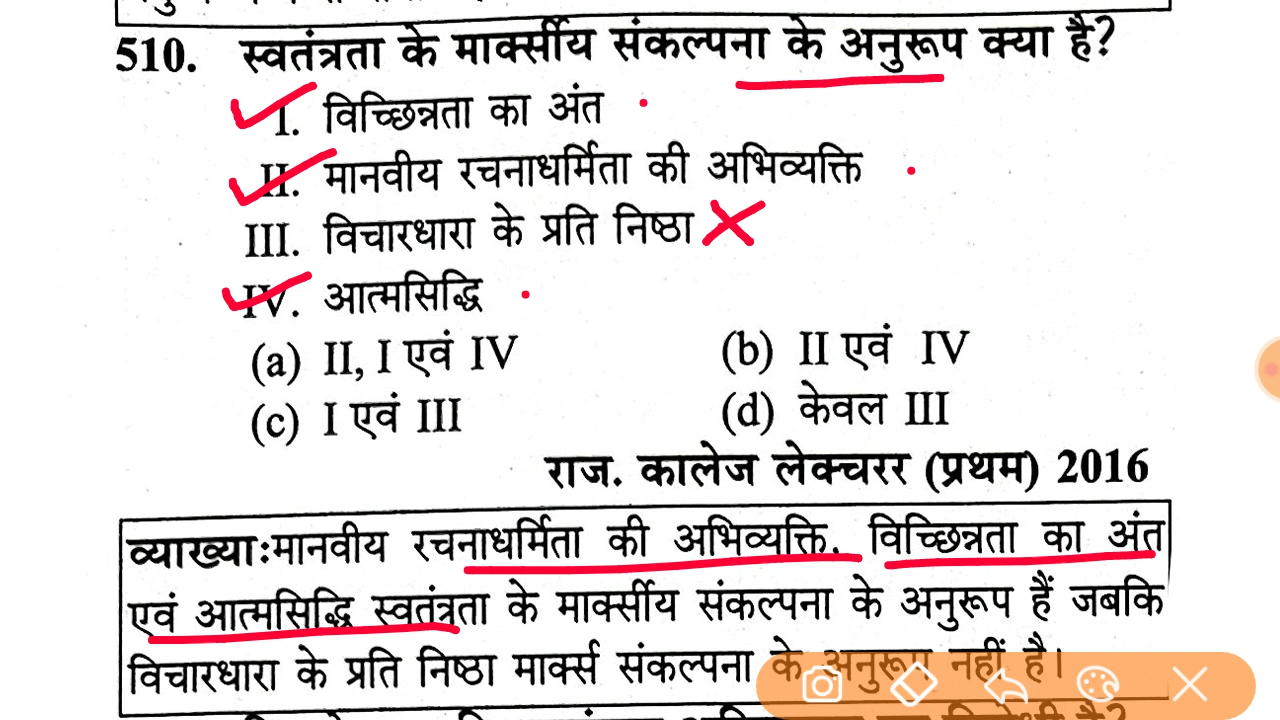 510. स्वतंत्रता के मार्क्सीय संकल्पना के अनुरूप क्या है?
I. विच्छिन्नता का अंत
II. मानवीय रचनाधर्मिता की अभिव्यक्ति
III. विचारधारा के प्रति निष्ठा
IV. आत्मसिद्धि
(a) II, I एवं IV (b) II एवं IV
(c) I एवं III (d) केवल III
राज. कालेज लेक्चरर (प्रथम) 2016
व्याख्या:मानवीय रचनाधर्मिता की अभिव्यक्ति. विच्छिन्नता का अंत
एवं आत्मसिद्धि स्वतंत्रता के मार्क्सीय संकल्पना के अनुरूप हैं जबकि
विचारधारा के प्रति निष्ठा मार्क्स संकल्पना के अनुरूप नहीं है।